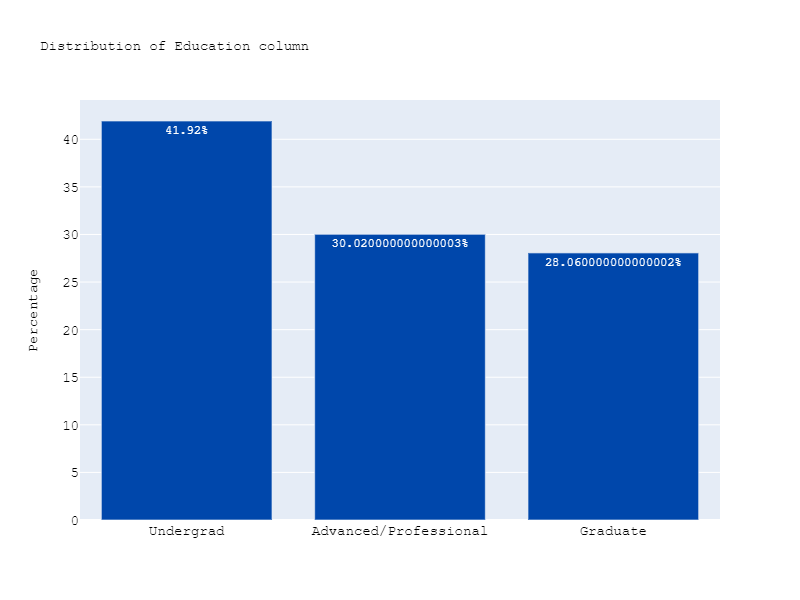 Distribution of Education column
Percentage
40
35
30
25
20
15
10
5
0
41.92%
30.020000000000003%
28.060000000000002%
Undergrad
Advanced/Professional
Graduate